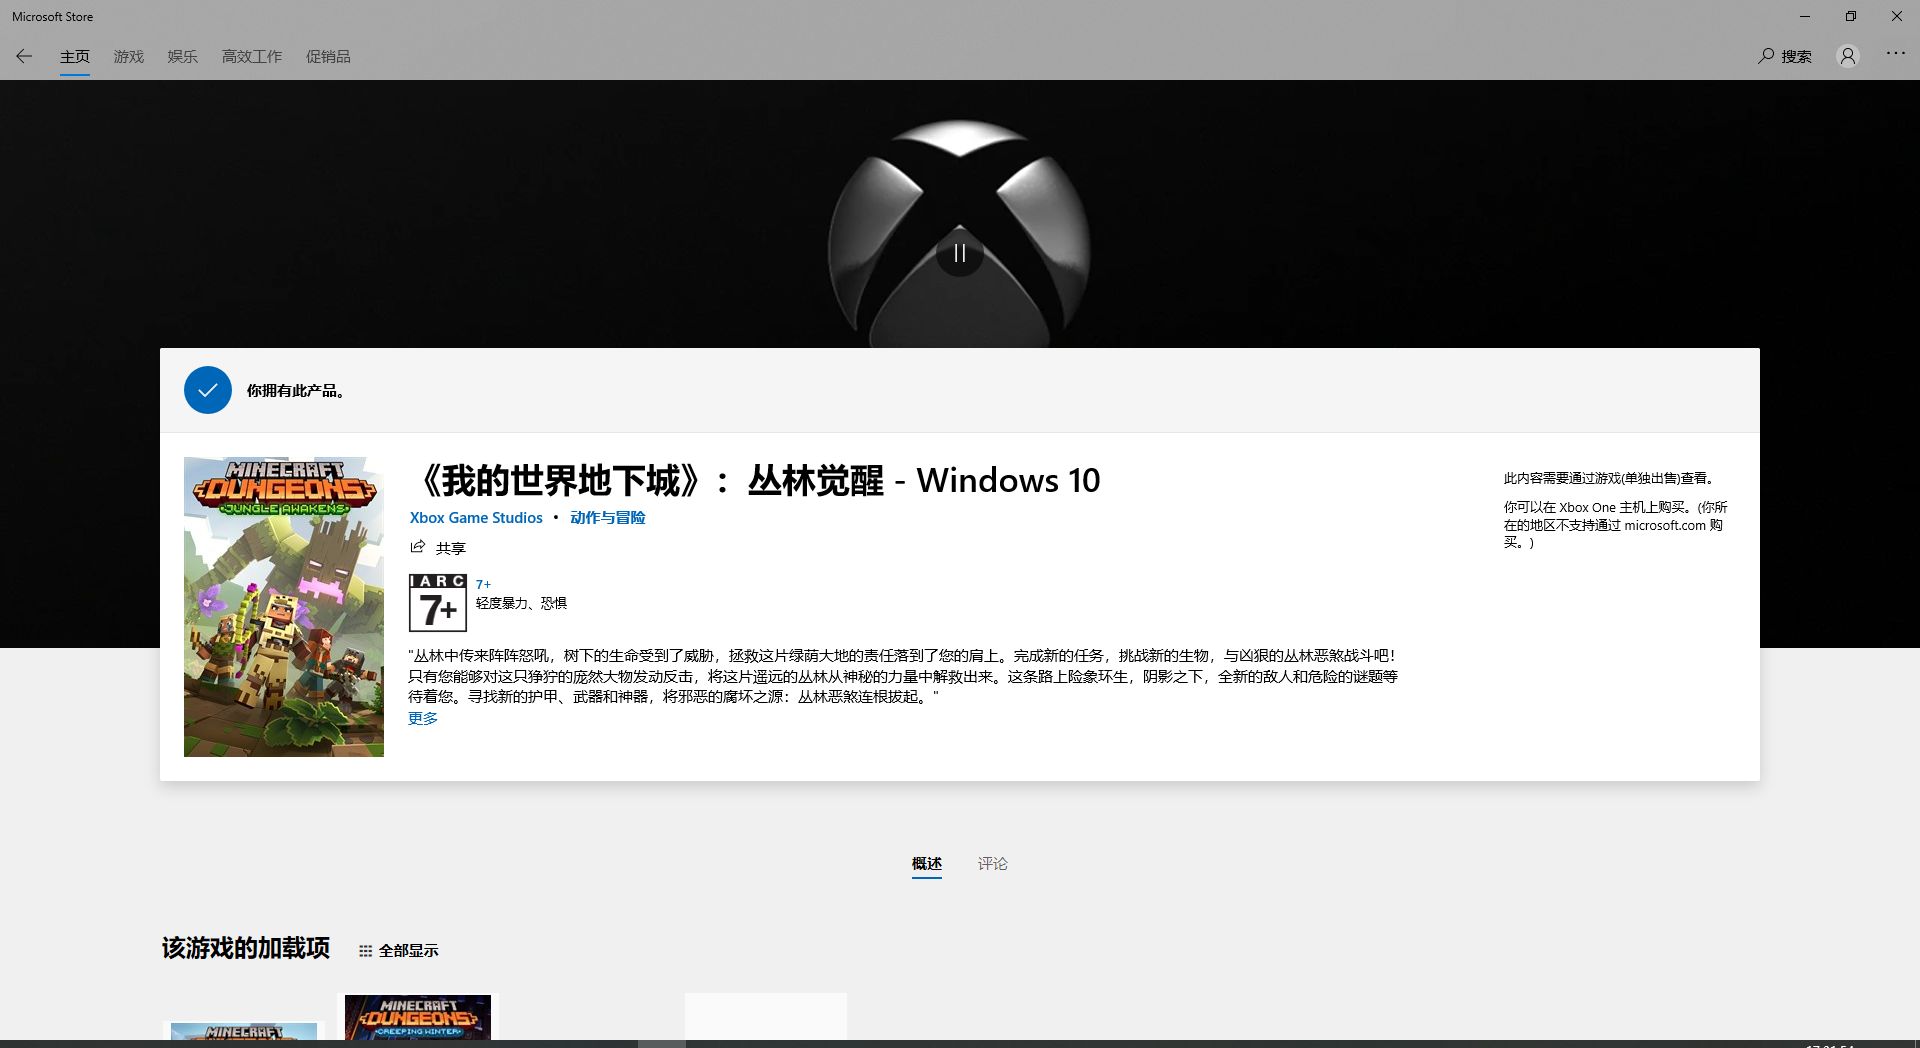 Microsoft Store
主页
游戏
娱乐
高效工作
促销品
搜索
你拥有此产品。
MINECRAFT
DUNGEONS
JUNGLE AWAKENS
《我的世界地下城》：丛林觉醒 - Windows 10
Xbox Game Studios • 动作与冒险
共享
IARC
7+
7+
轻度暴力、恐惧
"丛林中传来阵阵怒吼，树下的生命受到了威胁，拯救这片绿荫大地的责任落到了您的肩上。完成新的任务，挑战新的生物，与凶狠的丛林恶煞战斗吧！
只有您能够对这只狰狞的庞然大物发动反击，将这片遥远的丛林从神秘的力量中解救出来。这条路上险象环生，阴影之下，全新的敌人和危险的谜题等
待着您。寻找新的护甲、武器和神器，将邪恶的腐坏之源：丛林恶煞连根拔起。"
更多
此内容需要通过游戏(单独出售)查看。
你可以在 Xbox One 主机上购买。(你所
在的地区不支持通过 microsoft.com 购
买。)
概述
评论
该游戏的加载项
全部显示
MINECRAFT
MINECRAFT
DUNGEONS
CREEPING WINTER